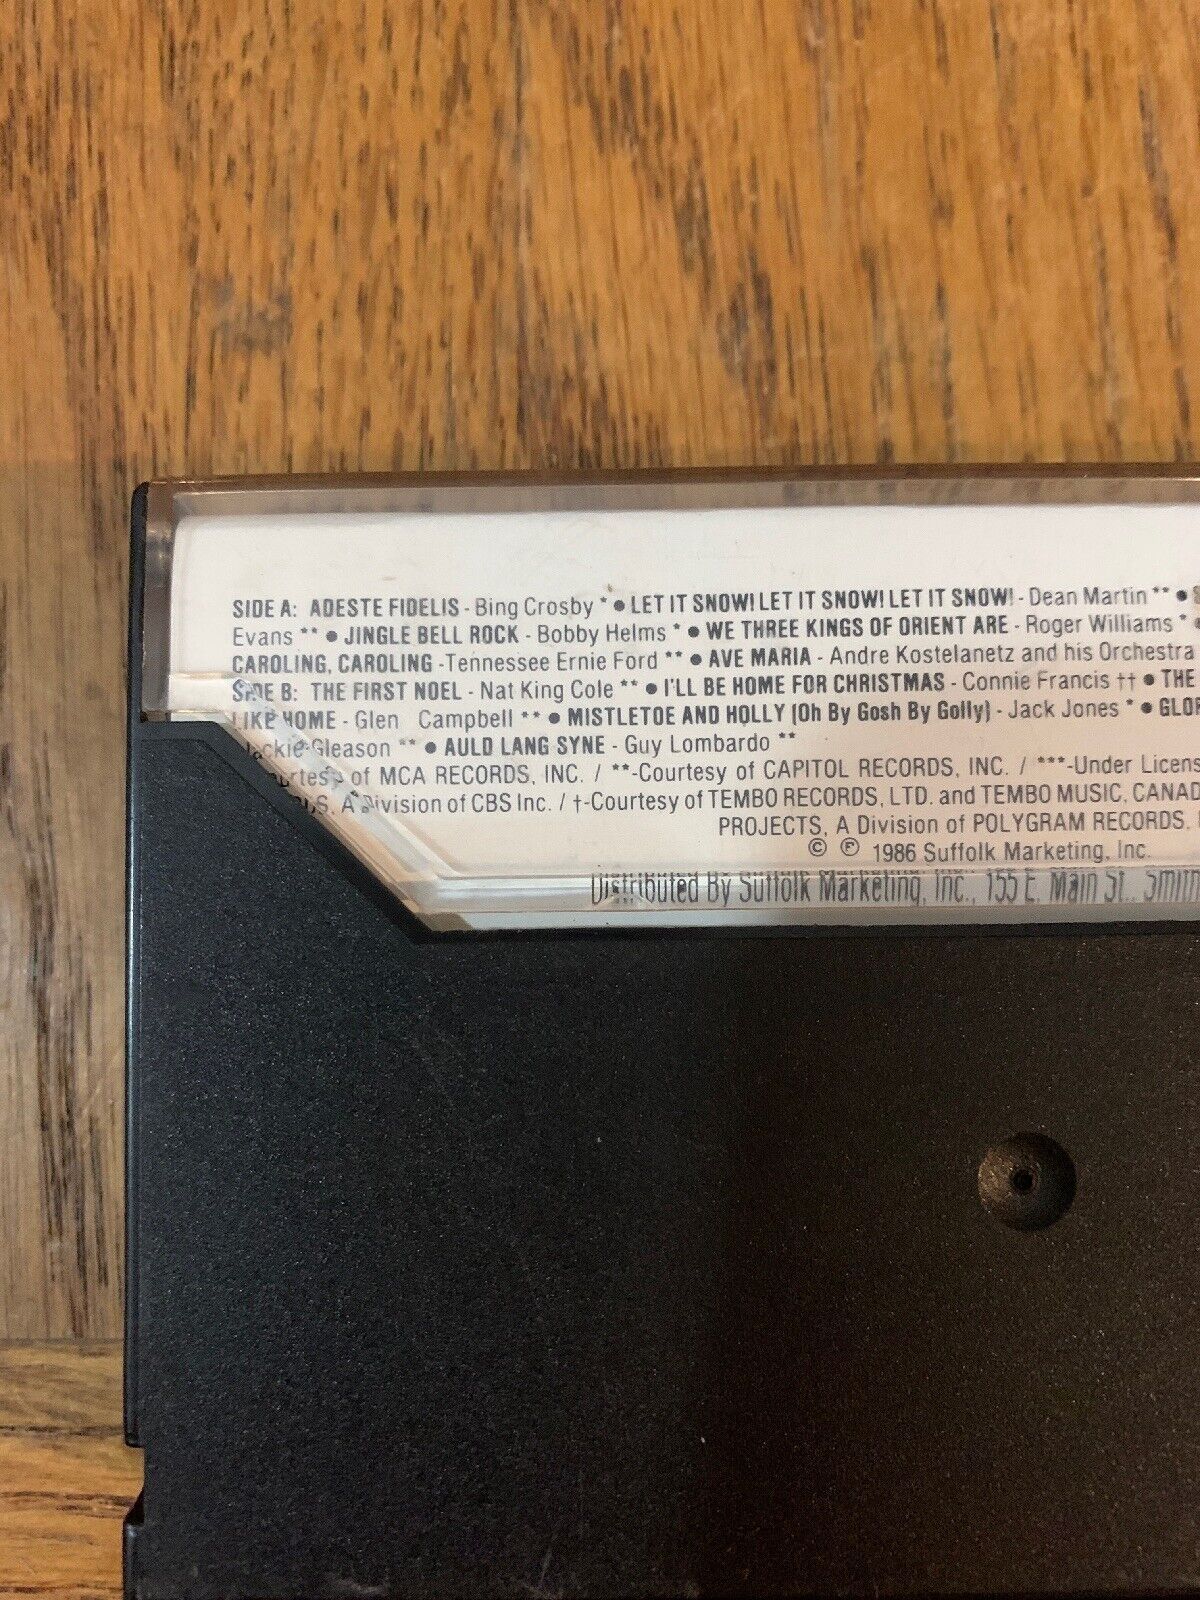 SIDE A: ADESTE FIDELIS - Bing Crosby * ● LET IT SNOW! LET IT SNOW! LET IT SNOW! - Dean Martin ** ●
Evans ** ● JINGLE BELL ROCK - Bobby Helms * ● WE THREE KINGS OF ORIENT ARE - Roger Williams *
CAROLING, CAROLING - Tennessee Ernie Ford ** ● AVE MARIA - Andre Kostelanetz and his Orchestra
SIDE B: THE FIRST NOEL - Nat King Cole ** ● I'LL BE HOME FOR CHRISTMAS - Connie Francis †† ● THE
LIKE HOME - Glen Campbell ** ● MISTLETOE AND HOLLY (Oh By Gosh By Golly) - Jack Jones * ● GLOR
Jackie Gleason ** ● AULD LANG SYNE - Guy Lombardo **
of MCA RECORDS, INC. / **-Courtesy of CAPITOL RECORDS, INC. / ***-Under Licens
A Division of CBS Inc. / †-Courtesy of TEMBO RECORDS, LTD. and TEMBO MUSIC, CANAD
PROJECTS, A Division of POLYGRAM RECORDS,
© ℗ 1986 Suffolk Marketing, Inc.
Distributed By Suffolk Marketing, Inc., 155 E. Main St., Smith